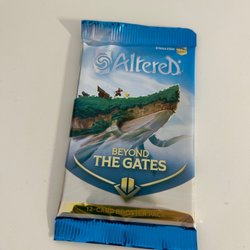 ALTERED
BEYOND
THE GATES
12-CARD BOOSTER PACK